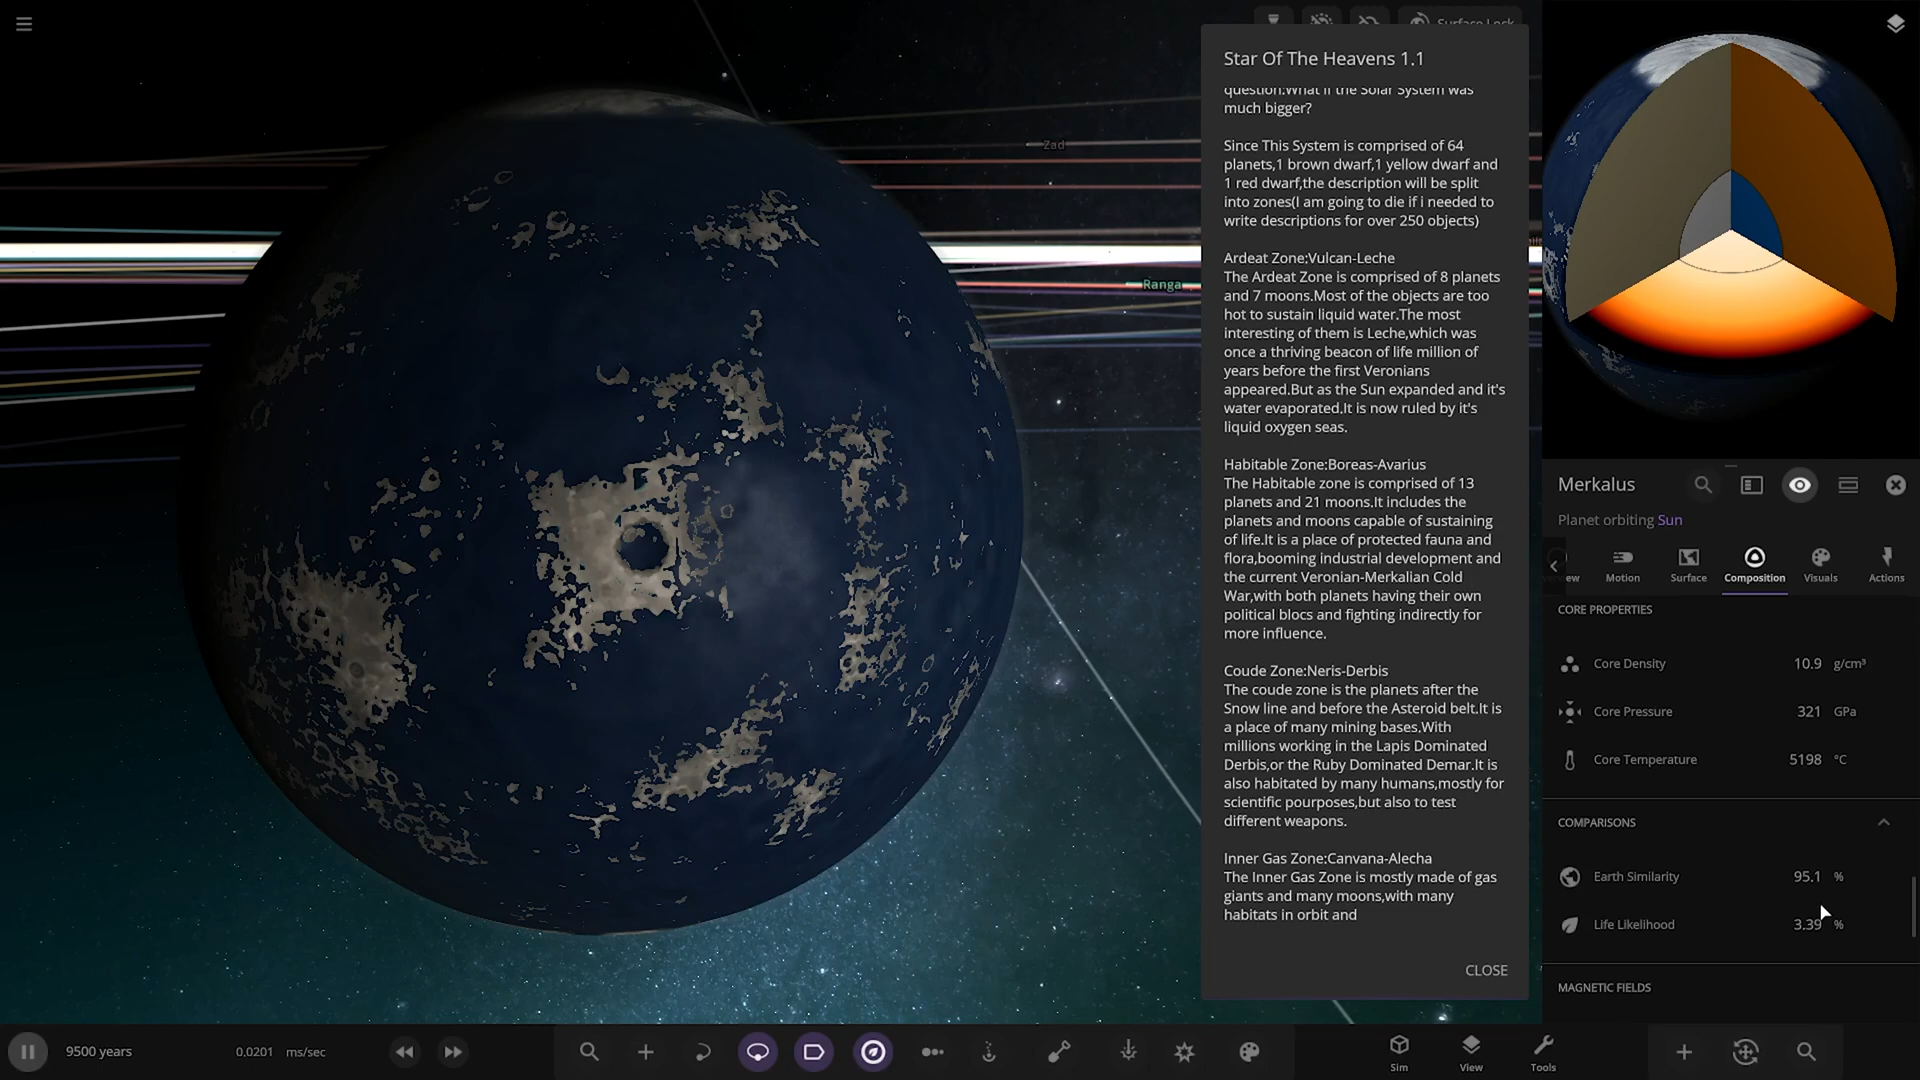 Surface Lock
Star Of The Heavens 1.1
question:What if the Solar System was
much bigger?
Since This System is comprised of 64
planets,1 brown dwarf,1 yellow dwarf and
1 red dwarf,the description will be split
into zones(I am going to die if i needed to
write descriptions for over 250 objects)
Ardeat Zone:Vulcan-Leche
The Ardeat Zone is comprised of 8 planets
and 7 moons.Most of the objects are too
hot to sustain liquid water.The most
interesting of them is Leche,which was
once a thriving beacon of life million of
years before the first Veronians
appeared.But as the Sun expanded and it's
water evaporated.It is now ruled by it's
liquid oxygen seas.
Habitable Zone:Boreas-Avarius
The Habitable zone is comprised of 13
planets and 21 moons.It includes the
planets and moons capable of sustaining
of life.It is a place of protected fauna and
flora,booming industrial development and
the current Veronian-Merkalian Cold
War,with both planets having their own
political blocs and fighting indirectly for
more influence.
Coude Zone:Neris-Derbis
The coude zone is the planets after the
Snow line and before the Asteroid belt.It is
a place of many mining bases.With
millions working in the Lapis Dominated
Derbis,or the Ruby Dominated Demar.It is
also habitated by many humans,mostly for
scientific pourposes,but also to test
different weapons.
Inner Gas Zone:Canvana-Alecha
The Inner Gas Zone is mostly made of gas
giants and many moons,with many
habitats in orbit and
CLOSE
Zad
Ranga
Merkalus
Planet orbiting Sun
ew
Motion
Surface
Composition
Visuals
Actions
CORE PROPERTIES
Core Density 10.9 g/cm³
Core Pressure 321 GPa
Core Temperature 5198 °C
COMPARISONS
Earth Similarity 95.1 %
Life Likelihood 3.39 %
MAGNETIC FIELDS
9500 years
0.0201 ms/sec
Sim
View
Tools